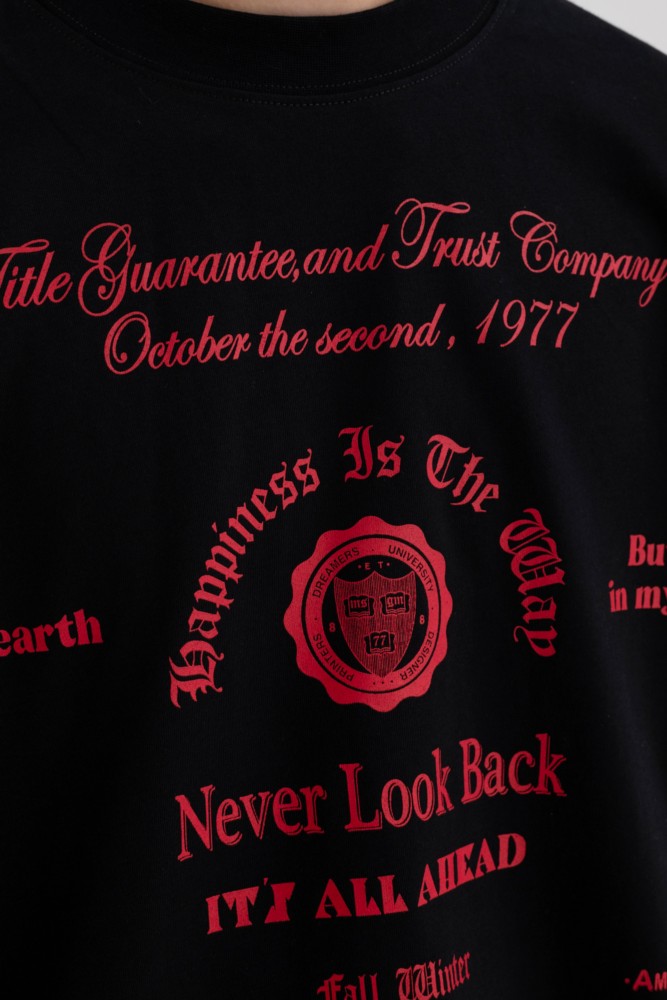 Title Guarantee, and Trust Company
October the second, 1977
Happiness Is The Way
DREAMERS · UNIVERSITY
· E T ·
ms gm
8 8
77
PRINTERS DESIGNER
earth
Bu
in my
Never Look Back
IT'S ALL AHEAD
Fall, Winter
· AM